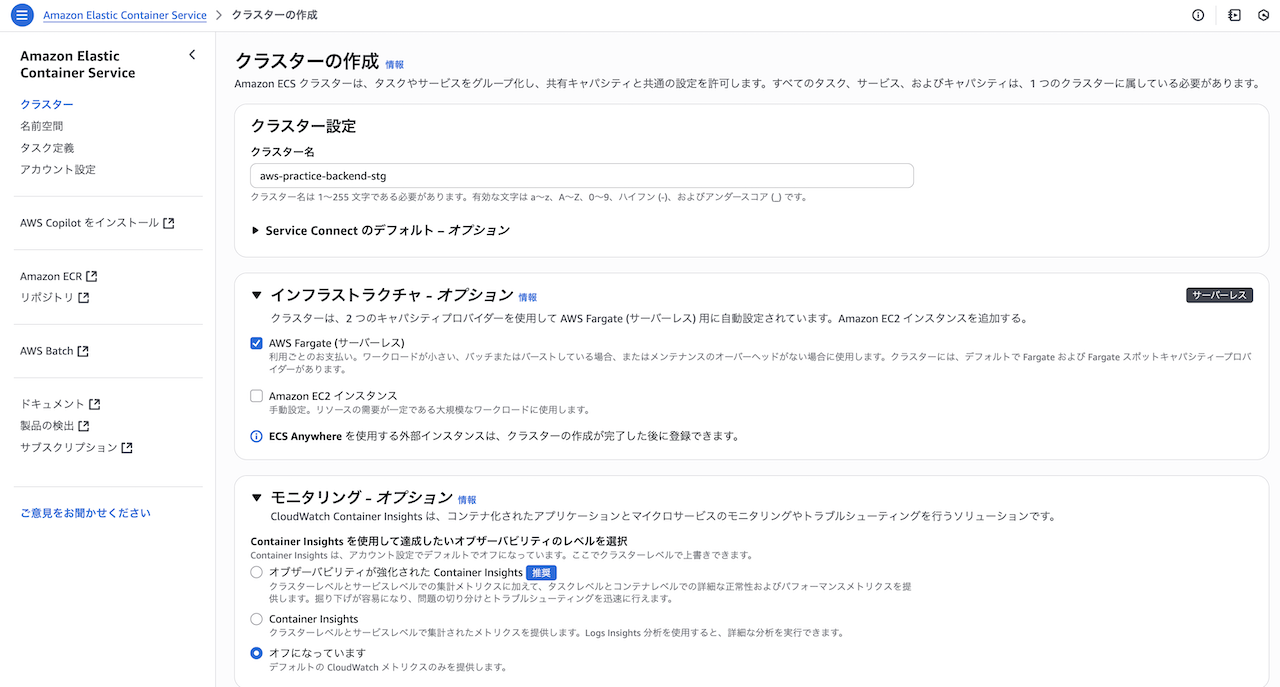 Amazon Elastic Container Service > クラスターの作成
Amazon Elastic
Container Service
クラスター
名前空間
タスク定義
アカウント設定
AWS Copilot をインストール
Amazon ECR
リポジトリ
AWS Batch
ドキュメント
製品の検出
サブスクリプション
ご意見をお聞かせください
クラスターの作成 情報
Amazon ECS クラスターは、タスクやサービスをグループ化し、共有キャパシティと共通の設定を許可します。すべてのタスク、サービス、およびキャパシティは、1 つのクラスターに属している必要があります。
クラスター設定
クラスター名
aws-practice-backend-stg
クラスター名は 1～255 文字である必要があります。有効な文字は a～z、A～Z、0～9、ハイフン (-)、およびアンダースコア (_) です。
Service Connect のデフォルト – オプション
インフラストラクチャ - オプション 情報
サーバーレス
クラスターは、2 つのキャパシティプロバイダーを使用して AWS Fargate (サーバーレス) 用に自動設定されています。Amazon EC2 インスタンスを追加する。
AWS Fargate (サーバーレス)
利用ごとのお支払い。ワークロードが小さい、バッチまたはバーストしている場合、またはメンテナンスのオーバーヘッドがない場合に使用します。クラスターには、デフォルトで Fargate および Fargate スポットキャパシティープロバ
イダーがあります。
Amazon EC2 インスタンス
手動設定。リソースの需要が一定である大規模なワークロードに使用します。
ECS Anywhere を使用する外部インスタンスは、クラスターの作成が完了した後に登録できます。
モニタリング - オプション 情報
CloudWatch Container Insights は、コンテナ化されたアプリケーションとマイクロサービスのモニタリングやトラブルシューティングを行うソリューションです。
Container Insights を使用して達成したいオブザーバビリティのレベルを選択
Container Insights は、アカウント設定でデフォルトでオフになっています。ここでクラスターレベルで上書きできます。
オブザーバビリティが強化された Container Insights 推奨
クラスターレベルとサービスレベルでの集計メトリクスに加えて、タスクレベルとコンテナレベルでの詳細な正常性およびパフォーマンスメトリクスを提
供します。掘り下げが容易になり、問題の切り分けとトラブルシューティングを迅速に行えます。
Container Insights
クラスターレベルとサービスレベルで集計されたメトリクスを提供します。Logs Insights 分析を使用すると、詳細な分析を実行できます。
オフになっています
デフォルトの CloudWatch メトリクスのみを提供します。